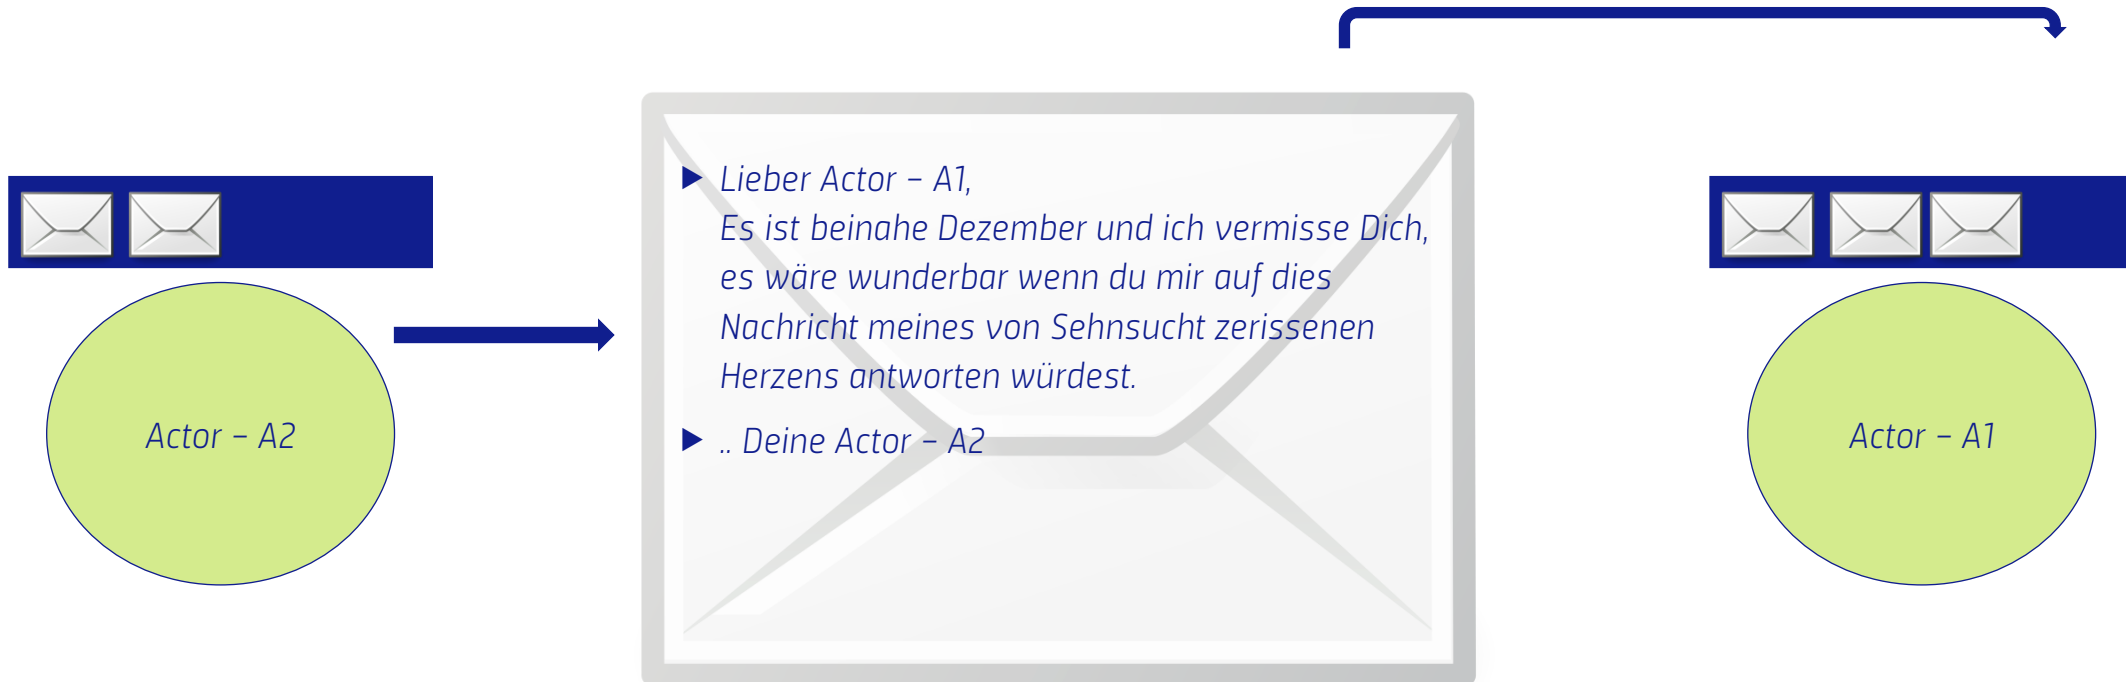 Lieber Actor – A1,
Es ist beinahe Dezember und ich vermisse Dich,
es wäre wunderbar wenn du mir auf dies
Nachricht meines von Sehnsucht zerissenen
Herzens antworten würdest.
.. Deine Actor – A2
Actor – A2
Actor – A1